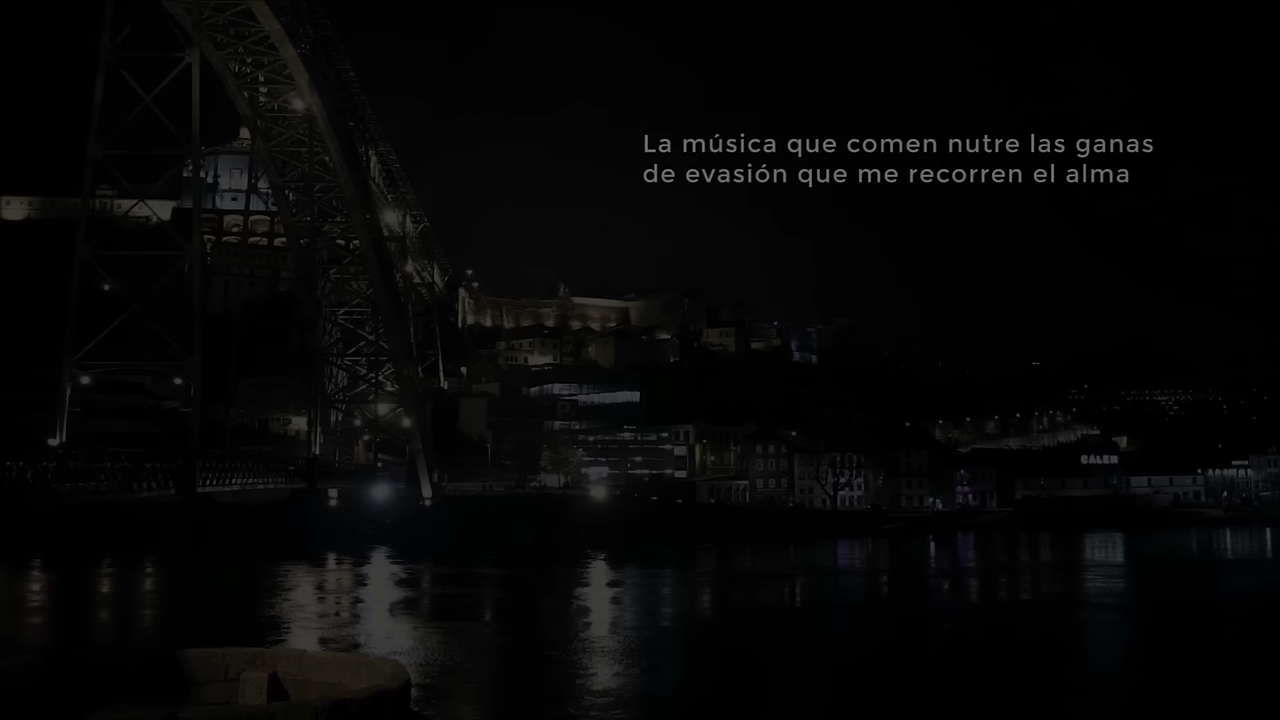 La música que comen nutre las ganas
de evasión que me recorren el alma
CÁLEM